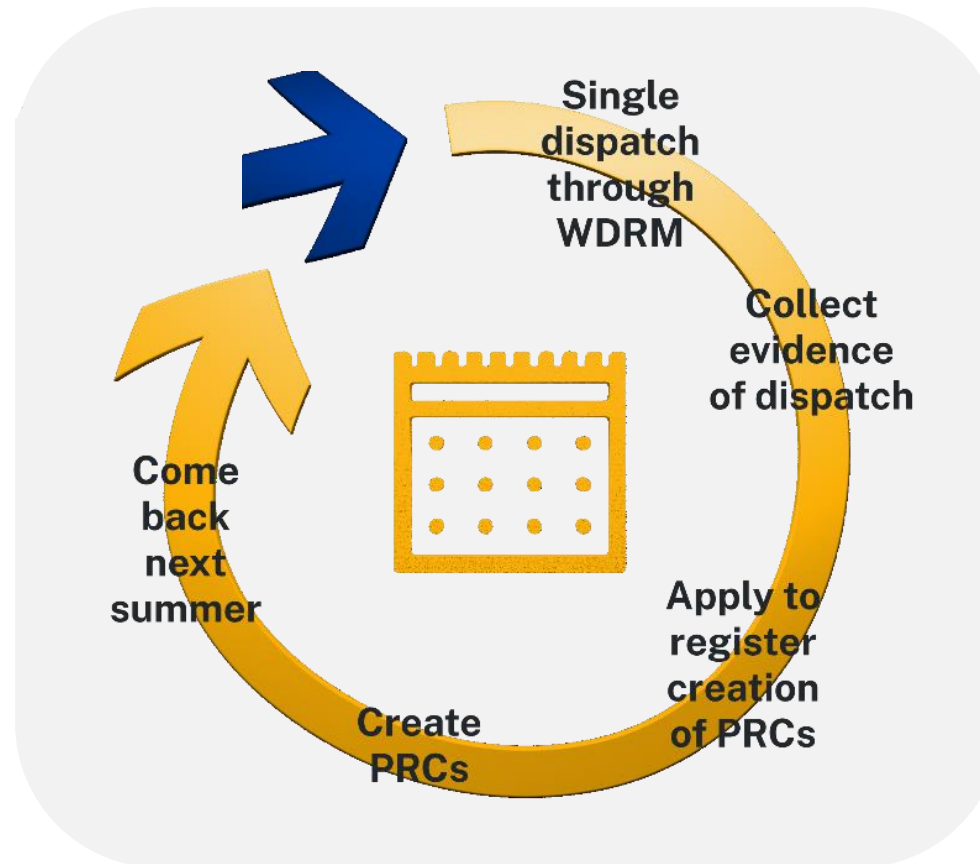 Single
dispatch
through
WDRM
Collect
evidence
of dispatch
Apply to
register
creation
of PRCs
Create
PRCs
Come
back
next
summer